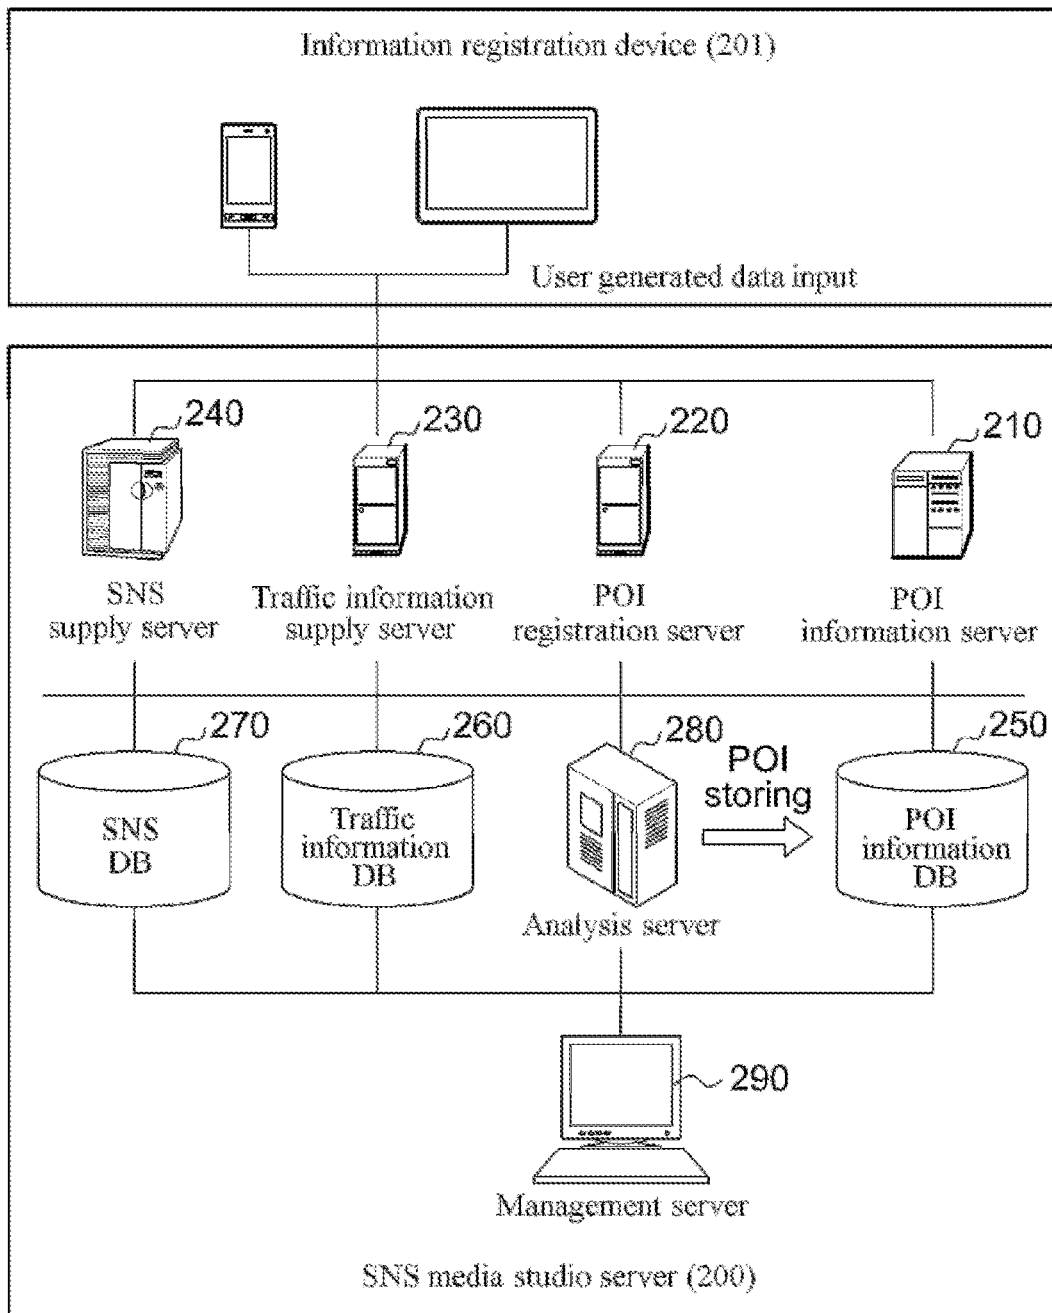 Information registration device (201)
User generated data input
240
230
220
210
SNS
supply server
Traffic information
supply server
POI
registration server
POI
information server
270
260
280
250
SNS
DB
Traffic
information
DB
POI
storing
POI
information
DB
Analysis server
290
Management server
SNS media studio server (200)